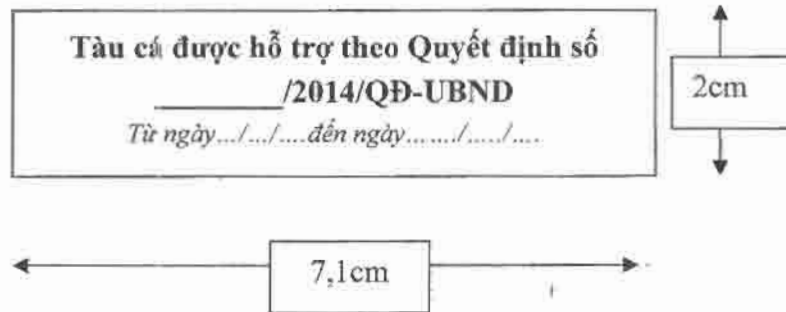 Tàu cá được hỗ trợ theo Quyết định số
________/2014/QĐ-UBND
Từ ngày.../.../....đến ngày......./...../....
2cm
7,1cm